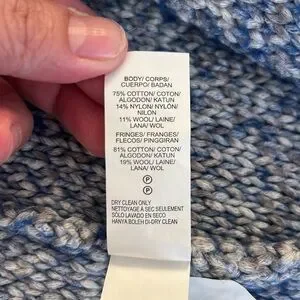 BODY/ CORPS/
CUERPO/ BADAN
75% COTTON/ COTON/
ALGODON/ KATUN
14% NYLON/ NYLON/
NILON
11% WOOL/ LAINE/
LANA/ WOL
FRINGES/ FRANGES/
FLECOS/ PINGGIRAN
81% COTTON/ COTON/
ALGODON/ KATUN
19% WOOL/ LAINE/
LANA/ WOL
P
P
DRY CLEAN ONLY
NETTOYAGE À SEC SEULEMENT
SÓLO LAVADO EN SECO
HANYA BOLEH DI-DRY CLEAN